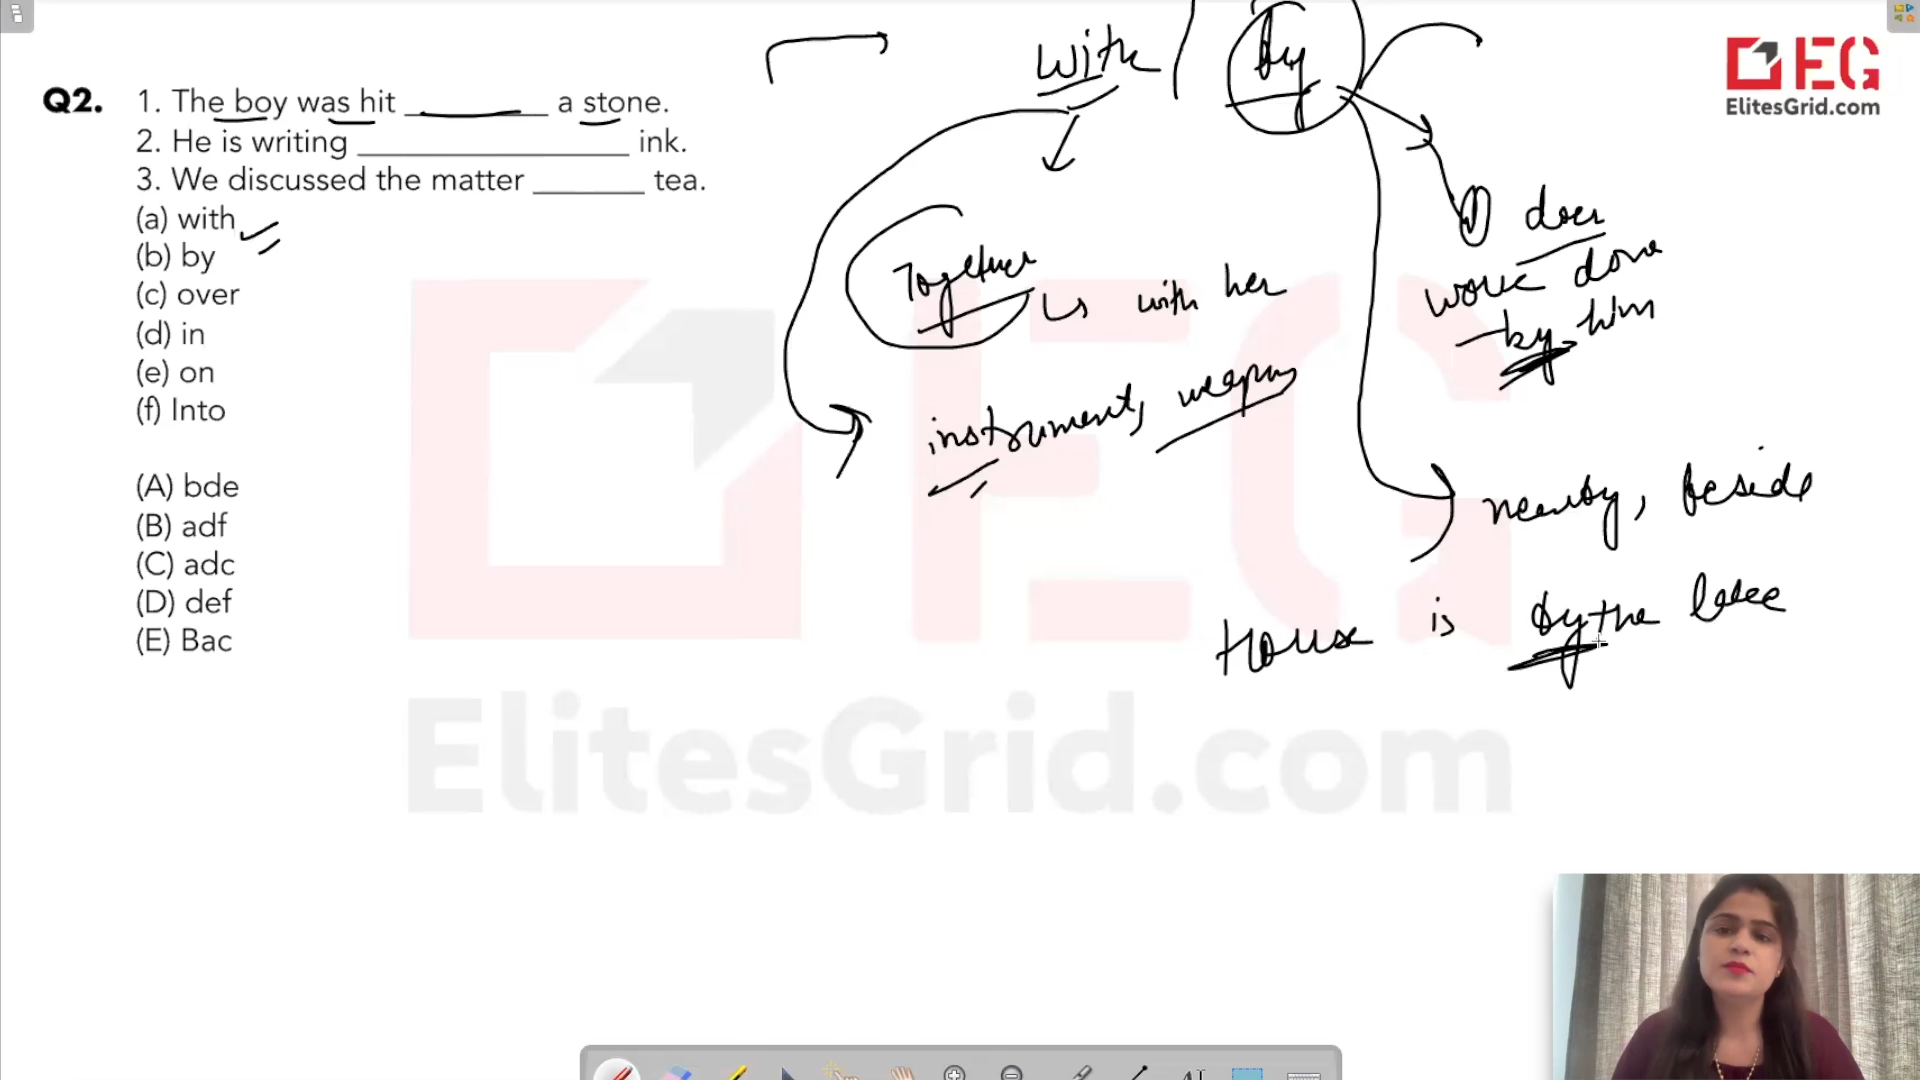 Q2. 1. The boy was hit ________ a stone.
2. He is writing ________________ ink.
3. We discussed the matter _______ tea.
(a) with
(b) by
(c) over
(d) in
(e) on
(f) Into
(A) bde
(B) adf
(C) adc
(D) def
(E) Bac
with
by
EG
ElitesGrid.com
Together
with her
instrument, weapons
① doer
work done
by him
nearby, beside
House is by the lake
ElitesGrid.com